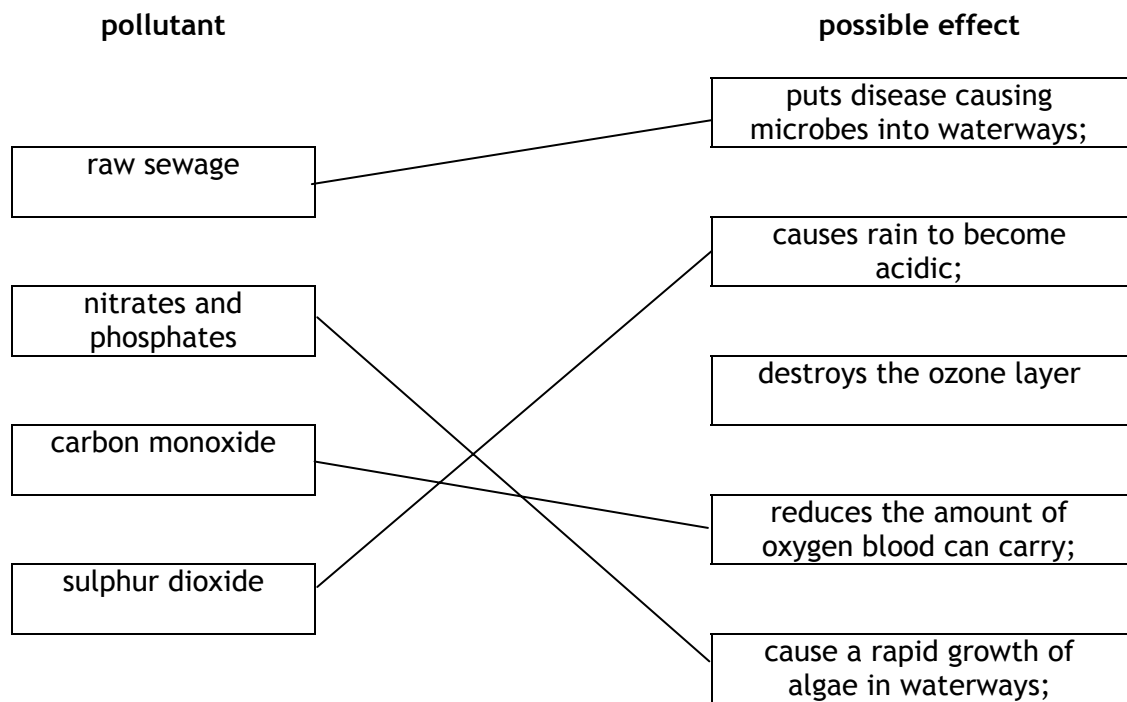 pollutant
possible effect
raw sewage
nitrates and
phosphates
carbon monoxide
sulphur dioxide
puts disease causing
microbes into waterways;
causes rain to become
acidic;
destroys the ozone layer
reduces the amount of
oxygen blood can carry;
cause a rapid growth of
algae in waterways;